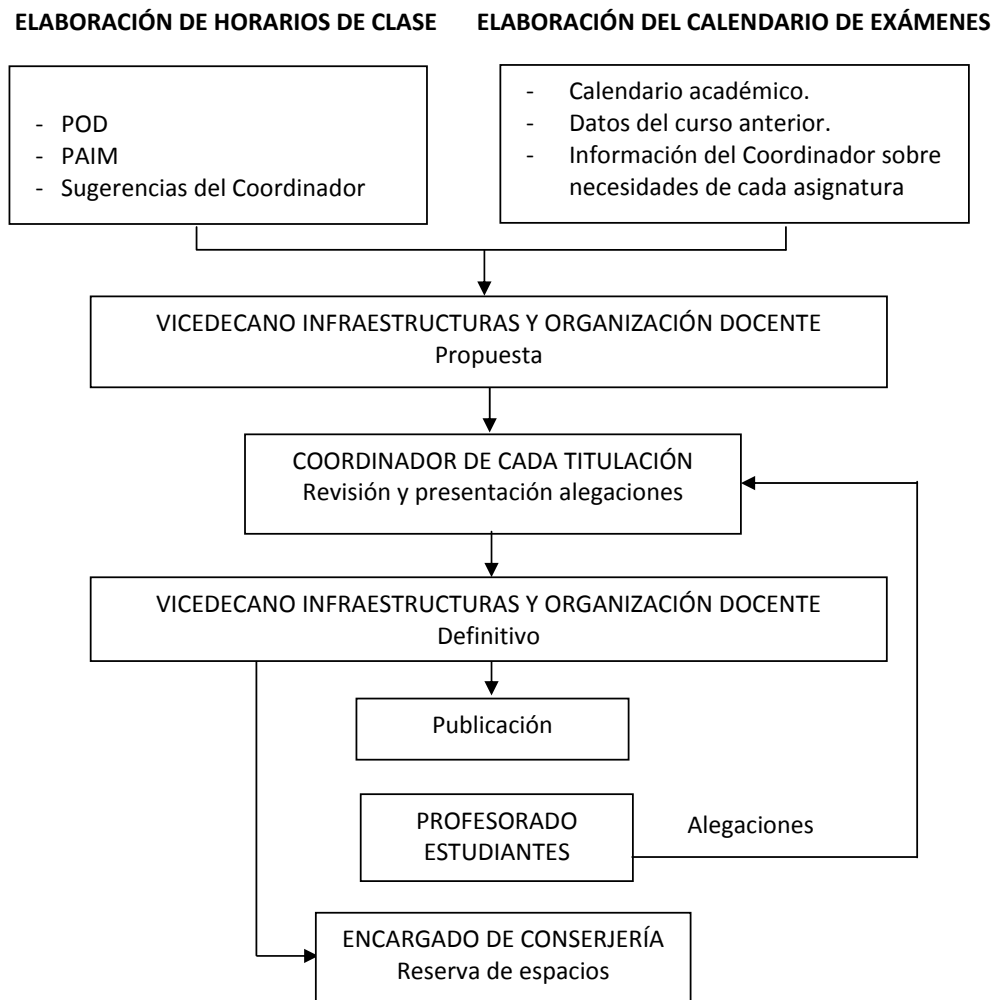 ELABORACIÓN DE HORARIOS DE CLASE
ELABORACIÓN DEL CALENDARIO DE EXÁMENES
- POD
- PAIM
- Sugerencias del Coordinador
- Calendario académico.
- Datos del curso anterior.
- Información del Coordinador sobre
necesidades de cada asignatura
VICEDECANO INFRAESTRUCTURAS Y ORGANIZACIÓN DOCENTE
Propuesta
COORDINADOR DE CADA TITULACIÓN
Revisión y presentación alegaciones
VICEDECANO INFRAESTRUCTURAS Y ORGANIZACIÓN DOCENTE
Definitivo
Publicación
PROFESORADO
ESTUDIANTES
Alegaciones
ENCARGADO DE CONSERJERÍA
Reserva de espacios